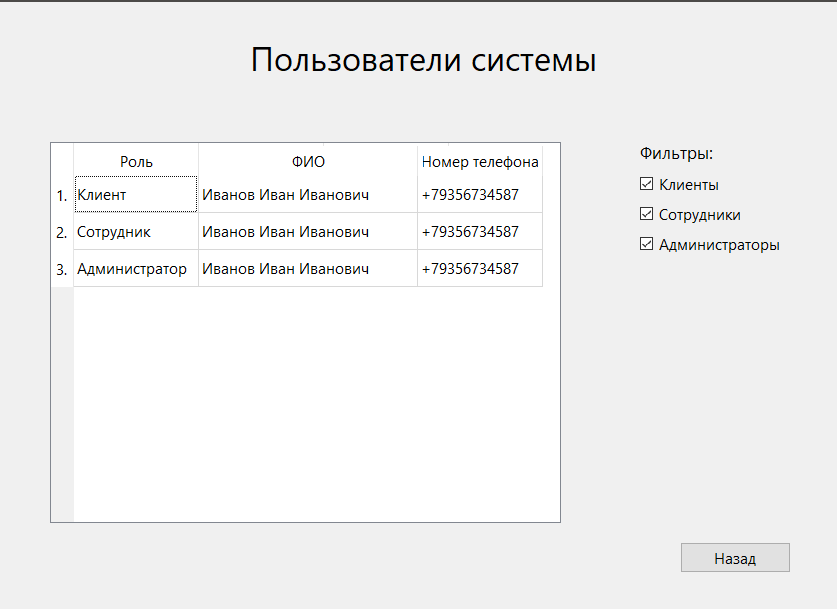 Пользователи системы
Роль ФИО Номер телефона
1. Клиент Иванов Иван Иванович +79356734587
2. Сотрудник Иванов Иван Иванович +79356734587
3. Администратор Иванов Иван Иванович +79356734587
Фильтры:
Клиенты
Сотрудники
Администраторы
Назад